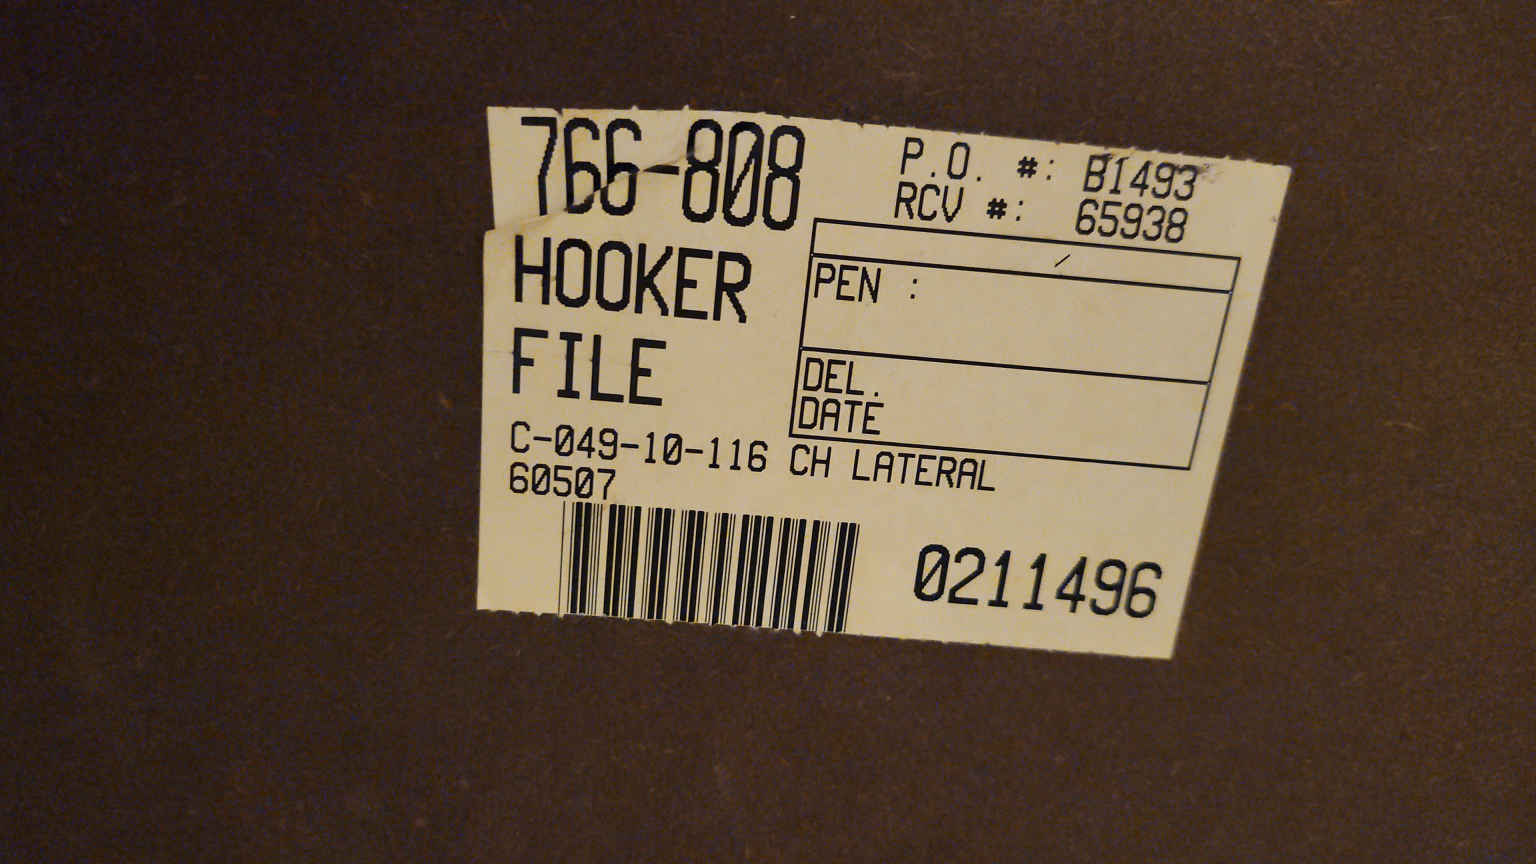 766-808
P.O. #: B1493
RCV #: 65938
HOOKER
PEN :
FILE
DEL.
DATE
C-049-10-116 CH LATERAL
60507
0211496